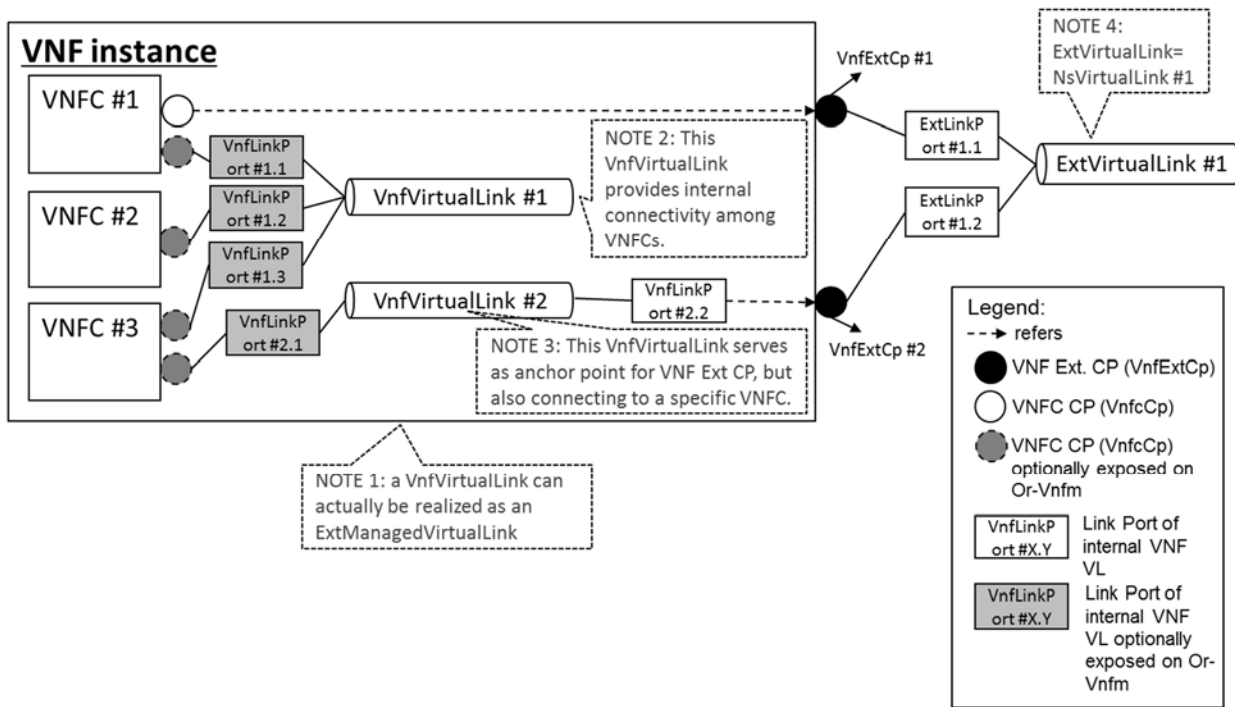 VNF instance
VNFC #1
VNFC #2
VNFC #3
VnfLinkP
ort #1.1
VnfLinkP
ort #1.2
VnfLinkP
ort #1.3
VnfLinkP
ort #2.1
VnfVirtualLink #1
VnfVirtualLink #2
NOTE 2: This
VnfVirtualLink
provides internal
connectivity among
VNFCs.
VnfLinkP
ort #2.2
NOTE 3: This VnfVirtualLink serves
as anchor point for VNF Ext CP, but
also connecting to a specific VNFC.
NOTE 1: a VnfVirtualLink can
actually be realized as an
ExtManagedVirtualLink
VnfExtCp #1
VnfExtCp #2
ExtLinkP
ort #1.1
ExtLinkP
ort #1.2
NOTE 4:
ExtVirtualLink=
NsVirtualLink #1
ExtVirtualLink #1
Legend:
refers
VNF Ext. CP (VnfExtCp)
VNFC CP (VnfcCp)
VNFC CP (VnfcCp)
optionally exposed on
Or-Vnfm
VnfLinkP
ort #X.Y
Link Port of
internal VNF
VL
VnfLinkP
ort #X.Y
Link Port of
internal VNF
VL optionally
exposed on Or-
Vnfm